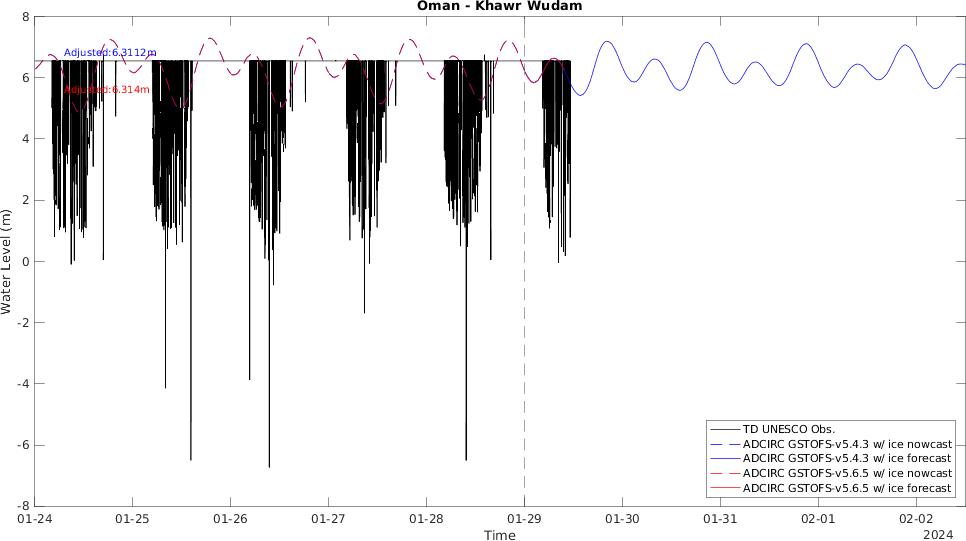 Oman - Khawr Wudam
8
6
4
2
0
-2
-4
-6
-8
Water Level (m)
Adjusted:6.3112m
Adjusted:6.314m
TD UNESCO Obs.
ADCIRC GSTOFS-v5.4.3 w/ ice nowcast
ADCIRC GSTOFS-v5.4.3 w/ ice forecast
ADCIRC GSTOFS-v5.6.5 w/ ice nowcast
ADCIRC GSTOFS-v5.6.5 w/ ice forecast
01-24 01-25 01-26 01-27 01-28 01-29 01-30 01-31 02-01 02-02
Time
2024